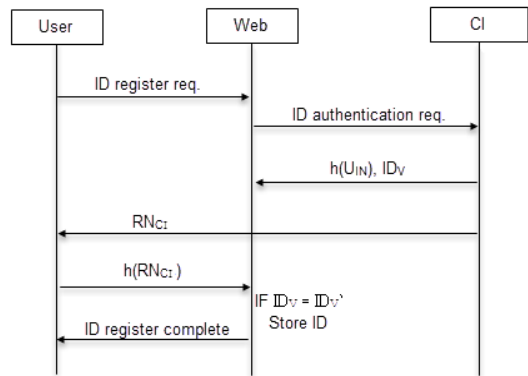 User
Web
CI
ID register req.
ID authentication req.
h(U_IN), ID_V
RN_CI
h(RN_CI)
IF ID_V = ID_V`
Store ID
ID register complete